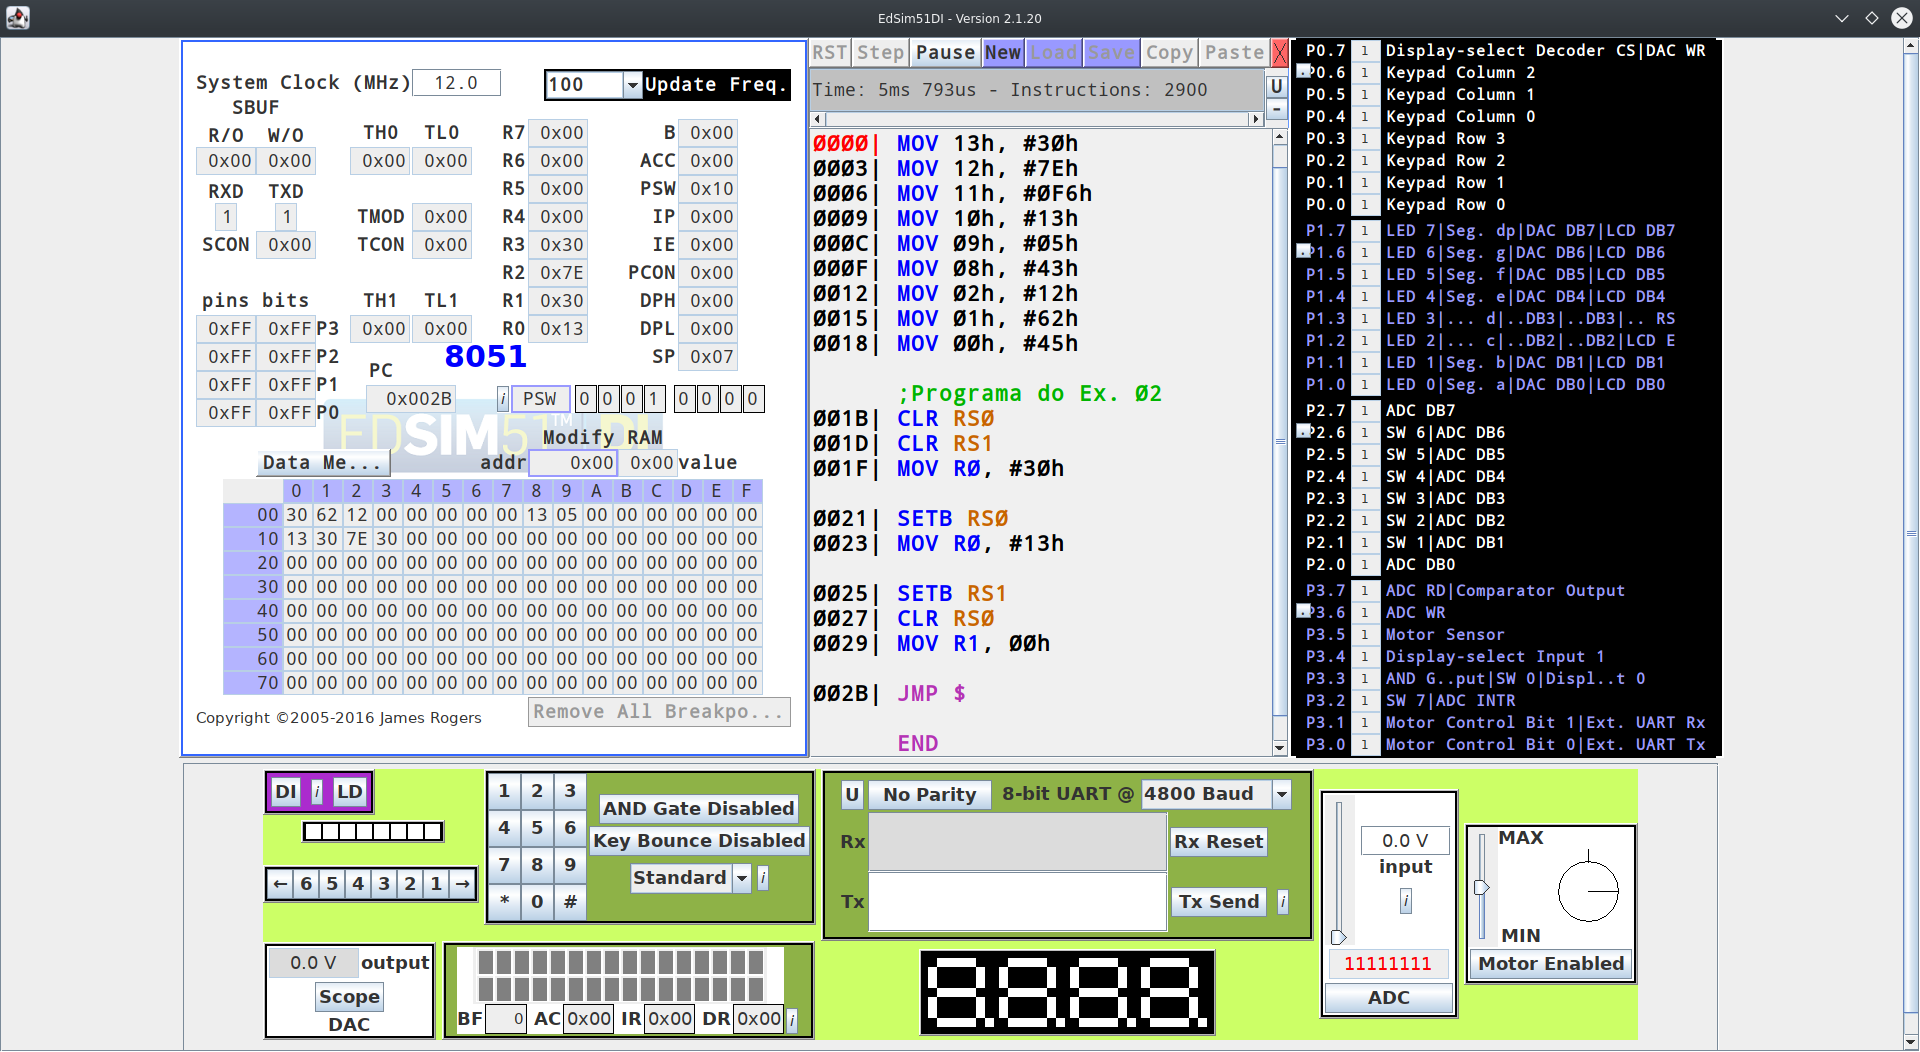 EdSim51DI - Version 2.1.20
System Clock (MHz) 12.0 100 Update Freq.
SBUF
R/O W/O TH0 TL0 R7 0x00 B 0x00
0x00 0x00 0x00 0x00 R6 0x00 ACC 0x00
RXD TXD R5 0x00 PSW 0x10
1 1 TMOD 0x00 R4 0x00 IP 0x00
SCON 0x00 TCON 0x00 R3 0x30 IE 0x00
R2 0x7E PCON 0x00
pins bits TH1 TL1 R1 0x30 DPH 0x00
0xFF 0xFF P3 0x00 0x00 R0 0x13 DPL 0x00
0xFF 0xFF P2 8051 SP 0x07
PC
0xFF 0xFF P1 0x002B i PSW 0 0 0 1 0 0 0 0
0xFF 0xFF P0
EDSIM51 DI TM
Modify RAM
Data Me... addr 0x00 0x00 value
0 1 2 3 4 5 6 7 8 9 A B C D E F
00 30 62 12 00 00 00 00 00 13 05 00 00 00 00 00 00
10 13 30 7E 30 00 00 00 00 00 00 00 00 00 00 00 00
20 00 00 00 00 00 00 00 00 00 00 00 00 00 00 00 00
30 00 00 00 00 00 00 00 00 00 00 00 00 00 00 00 00
40 00 00 00 00 00 00 00 00 00 00 00 00 00 00 00 00
50 00 00 00 00 00 00 00 00 00 00 00 00 00 00 00 00
60 00 00 00 00 00 00 00 00 00 00 00 00 00 00 00 00
70 00 00 00 00 00 00 00 00 00 00 00 00 00 00 00 00
Copyright ©2005-2016 James Rogers Remove All Breakpo...
RST Step Pause New Load Save Copy Paste X
Time: 5ms 793us - Instructions: 2900 U
-
0000| MOV 13h, #30h
0003| MOV 12h, #7Eh
0006| MOV 11h, #0F6h
0009| MOV 10h, #13h
000C| MOV 09h, #05h
000F| MOV 08h, #43h
0012| MOV 02h, #12h
0015| MOV 01h, #62h
0018| MOV 00h, #45h
;Programa do Ex. 02
001B| CLR RS0
001D| CLR RS1
001F| MOV R0, #30h
0021| SETB RS0
0023| MOV R0, #13h
0025| SETB RS1
0027| CLR RS0
0029| MOV R1, 00h
002B| JMP $
END
P0.7 1 Display-select Decoder CS|DAC WR
P0.6 1 Keypad Column 2
P0.5 1 Keypad Column 1
P0.4 1 Keypad Column 0
P0.3 1 Keypad Row 3
P0.2 1 Keypad Row 2
P0.1 1 Keypad Row 1
P0.0 1 Keypad Row 0
P1.7 1 LED 7|Seg. dp|DAC DB7|LCD DB7
P1.6 1 LED 6|Seg. g|DAC DB6|LCD DB6
P1.5 1 LED 5|Seg. f|DAC DB5|LCD DB5
P1.4 1 LED 4|Seg. e|DAC DB4|LCD DB4
P1.3 1 LED 3|... d|..DB3|..DB3|.. RS
P1.2 1 LED 2|... c|..DB2|..DB2|LCD E
P1.1 1 LED 1|Seg. b|DAC DB1|LCD DB1
P1.0 1 LED 0|Seg. a|DAC DB0|LCD DB0
P2.7 1 ADC DB7
P2.6 1 SW 6|ADC DB6
P2.5 1 SW 5|ADC DB5
P2.4 1 SW 4|ADC DB4
P2.3 1 SW 3|ADC DB3
P2.2 1 SW 2|ADC DB2
P2.1 1 SW 1|ADC DB1
P2.0 1 ADC DB0
P3.7 1 ADC RD|Comparator Output
P3.6 1 ADC WR
P3.5 1 Motor Sensor
P3.4 1 Display-select Input 1
P3.3 1 AND G..put|SW 0|Displ..t 0
P3.2 1 SW 7|ADC INTR
P3.1 1 Motor Control Bit 1|Ext. UART Rx
P3.0 1 Motor Control Bit 0|Ext. UART Tx
DI i LD
← 6 5 4 3 2 1 →
0.0 V output
Scope
DAC
1 2 3
4 5 6
7 8 9
* 0 #
AND Gate Disabled
Key Bounce Disabled
Standard i
BF 0 AC 0x00 IR 0x00 DR 0x00 i
U No Parity 8-bit UART @ 4800 Baud
Rx Rx Reset
Tx Tx Send i
8.8.8.8.
0.0 V
input
i
11111111
ADC
MAX
MIN
Motor Enabled